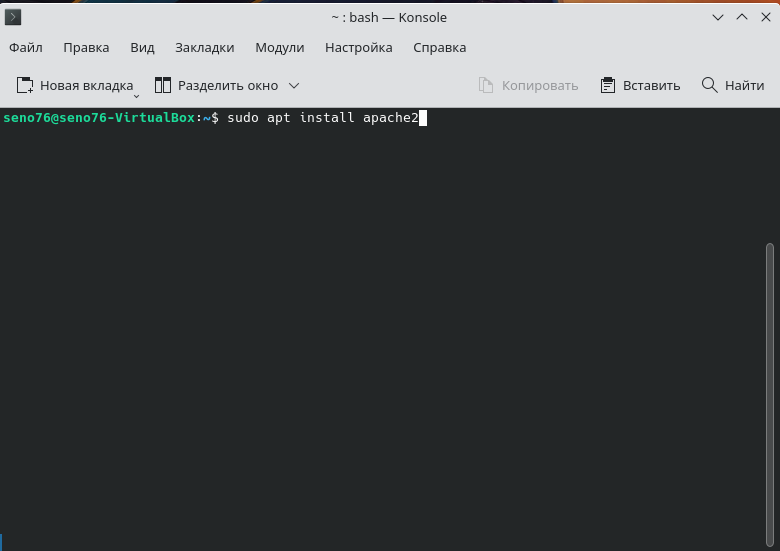 ~ : bash — Konsole
Файл Правка Вид Закладки Модули Настройка Справка
Новая вкладка Разделить окно Копировать Вставить Найти
seno76@seno76-VirtualBox:~$ sudo apt install apache2